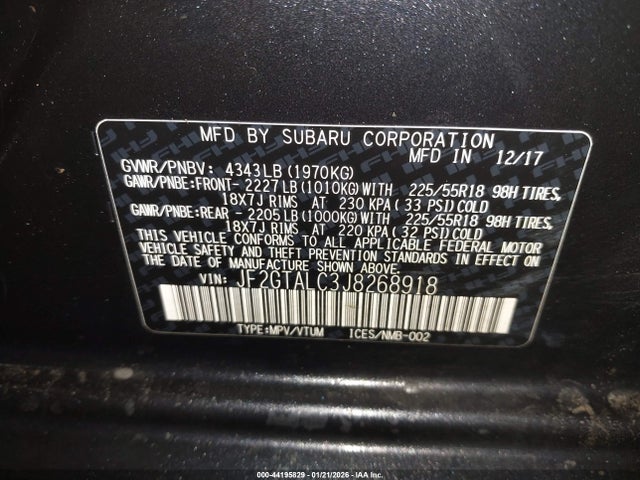 MFD BY SUBARU CORPORATION
MFD IN 12/17
GVWR/PNBV: 4343LB (1970KG)
GAWR/PNBE:FRONT- 2227LB (1010KG) WITH 225/55R18 98H TIRES,
18X7J RIMS AT 230 KPA ( 33 PSI) COLD
GAWR/PNBE:REAR - 2205LB (1000KG) WITH 225/55R18 98H TIRES,
18X7J RIMS AT 220 KPA ( 32 PSI) COLD
THIS VEHICLE CONFORMS TO ALL APPLICABLE FEDERAL MOTOR
VEHICLE SAFETY AND THEFT PREVENTION STANDARDS IN EFFECT ON
THE DATE OF MANUFACTURE SHOWN ABOVE.
VIN: JF2GTALC3J8268918
TYPE:MPV/VTUM ICES/NMB-002
© - 44195829 - 01/21/2026 - IAA Inc.